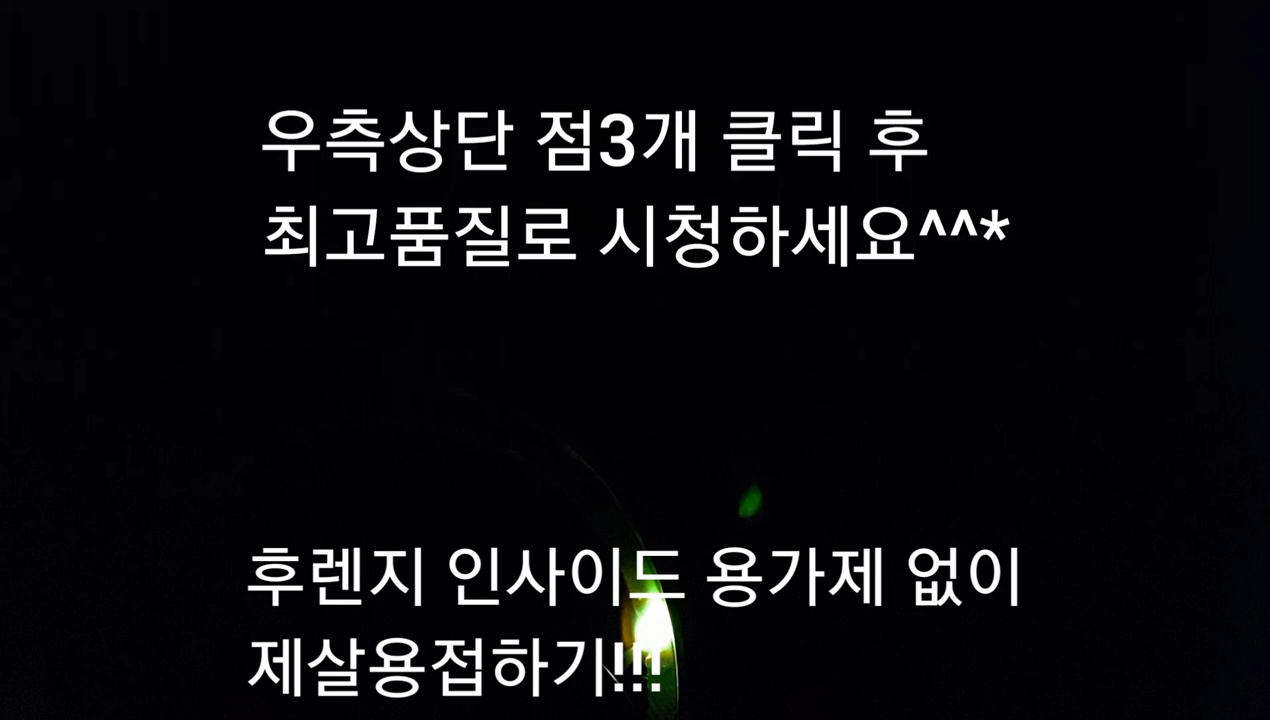 우측상단 점3개 클릭 후
최고품질로 시청하세요^^*
후렌지 인사이드 용가제 없이
제살용접하기!!!